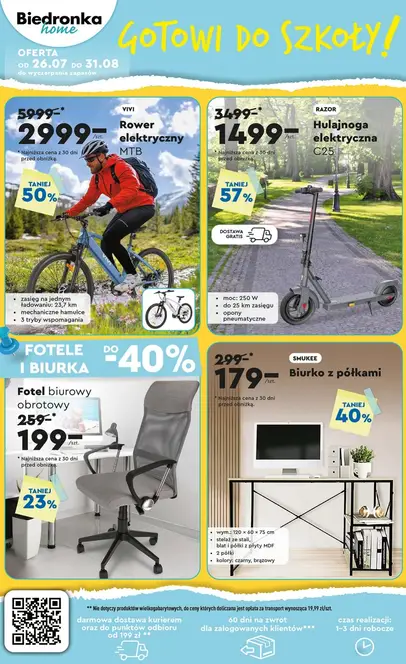 Biedronka
home
OFERTA
OD 26.07 DO 31.08
do wyczerpania zapasów
GOTOWI DO SZKOŁY!
5999-*
2999-
/szt.
*Najniższa cena z 30 dni
przed obniżką.
VIVI
Rower
elektryczny
MTB
TANIEJ
50%
• zasięg na jednym
ładowaniu: 23,7 km
• mechaniczne hamulce
• 3 tryby wspomagania
3499-*
1499-
/szt.
*Najniższa cena z 30 dni
przed obniżką.
RAZOR
Hulajnoga
elektryczna
C25
TANIEJ
57%
DOSTAWA
GRATIS
• moc: 250 W
• do 25 km zasięgu
• opony
pneumatyczne
FOTELE
I BIURKA
DO
-40%
Fotel biurowy
obrotowy
259-*
199-
/szt.
*Najniższa cena z 30 dni
przed obniżką.
TANIEJ
23%
299-*
179-
/szt.
*Najniższa cena z 30 dni
przed obniżką.
SMUKEE
Biurko z półkami
TANIEJ
40%
• wym.: 120 × 60 × 75 cm
• stelaż ze stali,
blat i półki z płyty MDF
• 2 półki
• kolory: czarny, brązowy
** Nie dotyczy produktów wielkogabarytowych, do ceny których doliczana jest opłata za transport wynosząca 19,99 zł/szt.
darmowa dostawa kurierem
oraz do punktów odbioru
od 199 zł **
60 dni na zwrot
dla zalogowanych klientów***
czas realizacji:
1-3 dni robocze